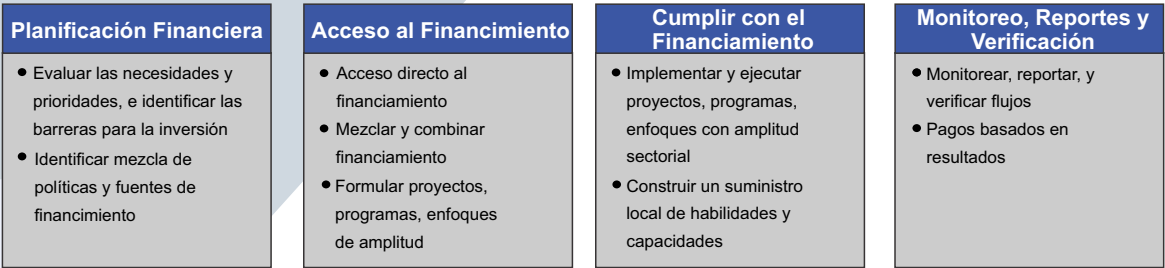 Planificación Financiera
• Evaluar las necesidades y
prioridades, e identificar las
barreras para la inversión
• Identificar mezcla de
políticas y fuentes de
financimiento
Acceso al Financimiento
• Acceso directo al
financiamiento
• Mezclar y combinar
financiamiento
• Formular proyectos,
programas, enfoques
de amplitud
Cumplir con el
Financiamiento
• Implementar y ejecutar
proyectos, programas,
enfoques con amplitud
sectorial
• Construir un suministro
local de habilidades y
capacidades
Monitoreo, Reportes y
Verificación
• Monitorear, reportar, y
verificar flujos
• Pagos basados en
resultados